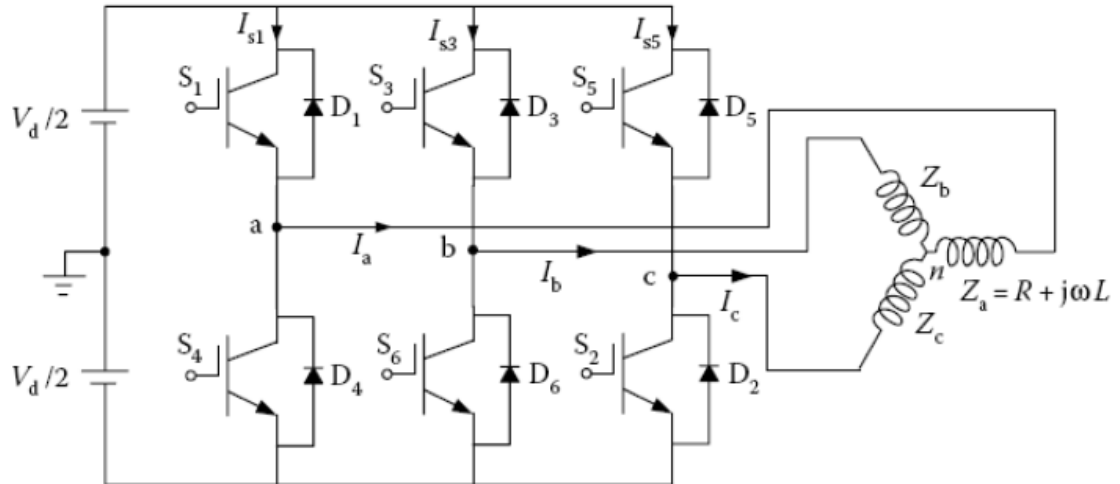 I_s1 I_s3 I_s5
S_1 S_3 S_5
V_d/2 D_1 D_3 D_5
Z_b
a
I_a b
I_b c n
I_c Z_a = R + jωL
Z_c
S_4 S_6 S_2
V_d/2 D_4 D_6 D_2